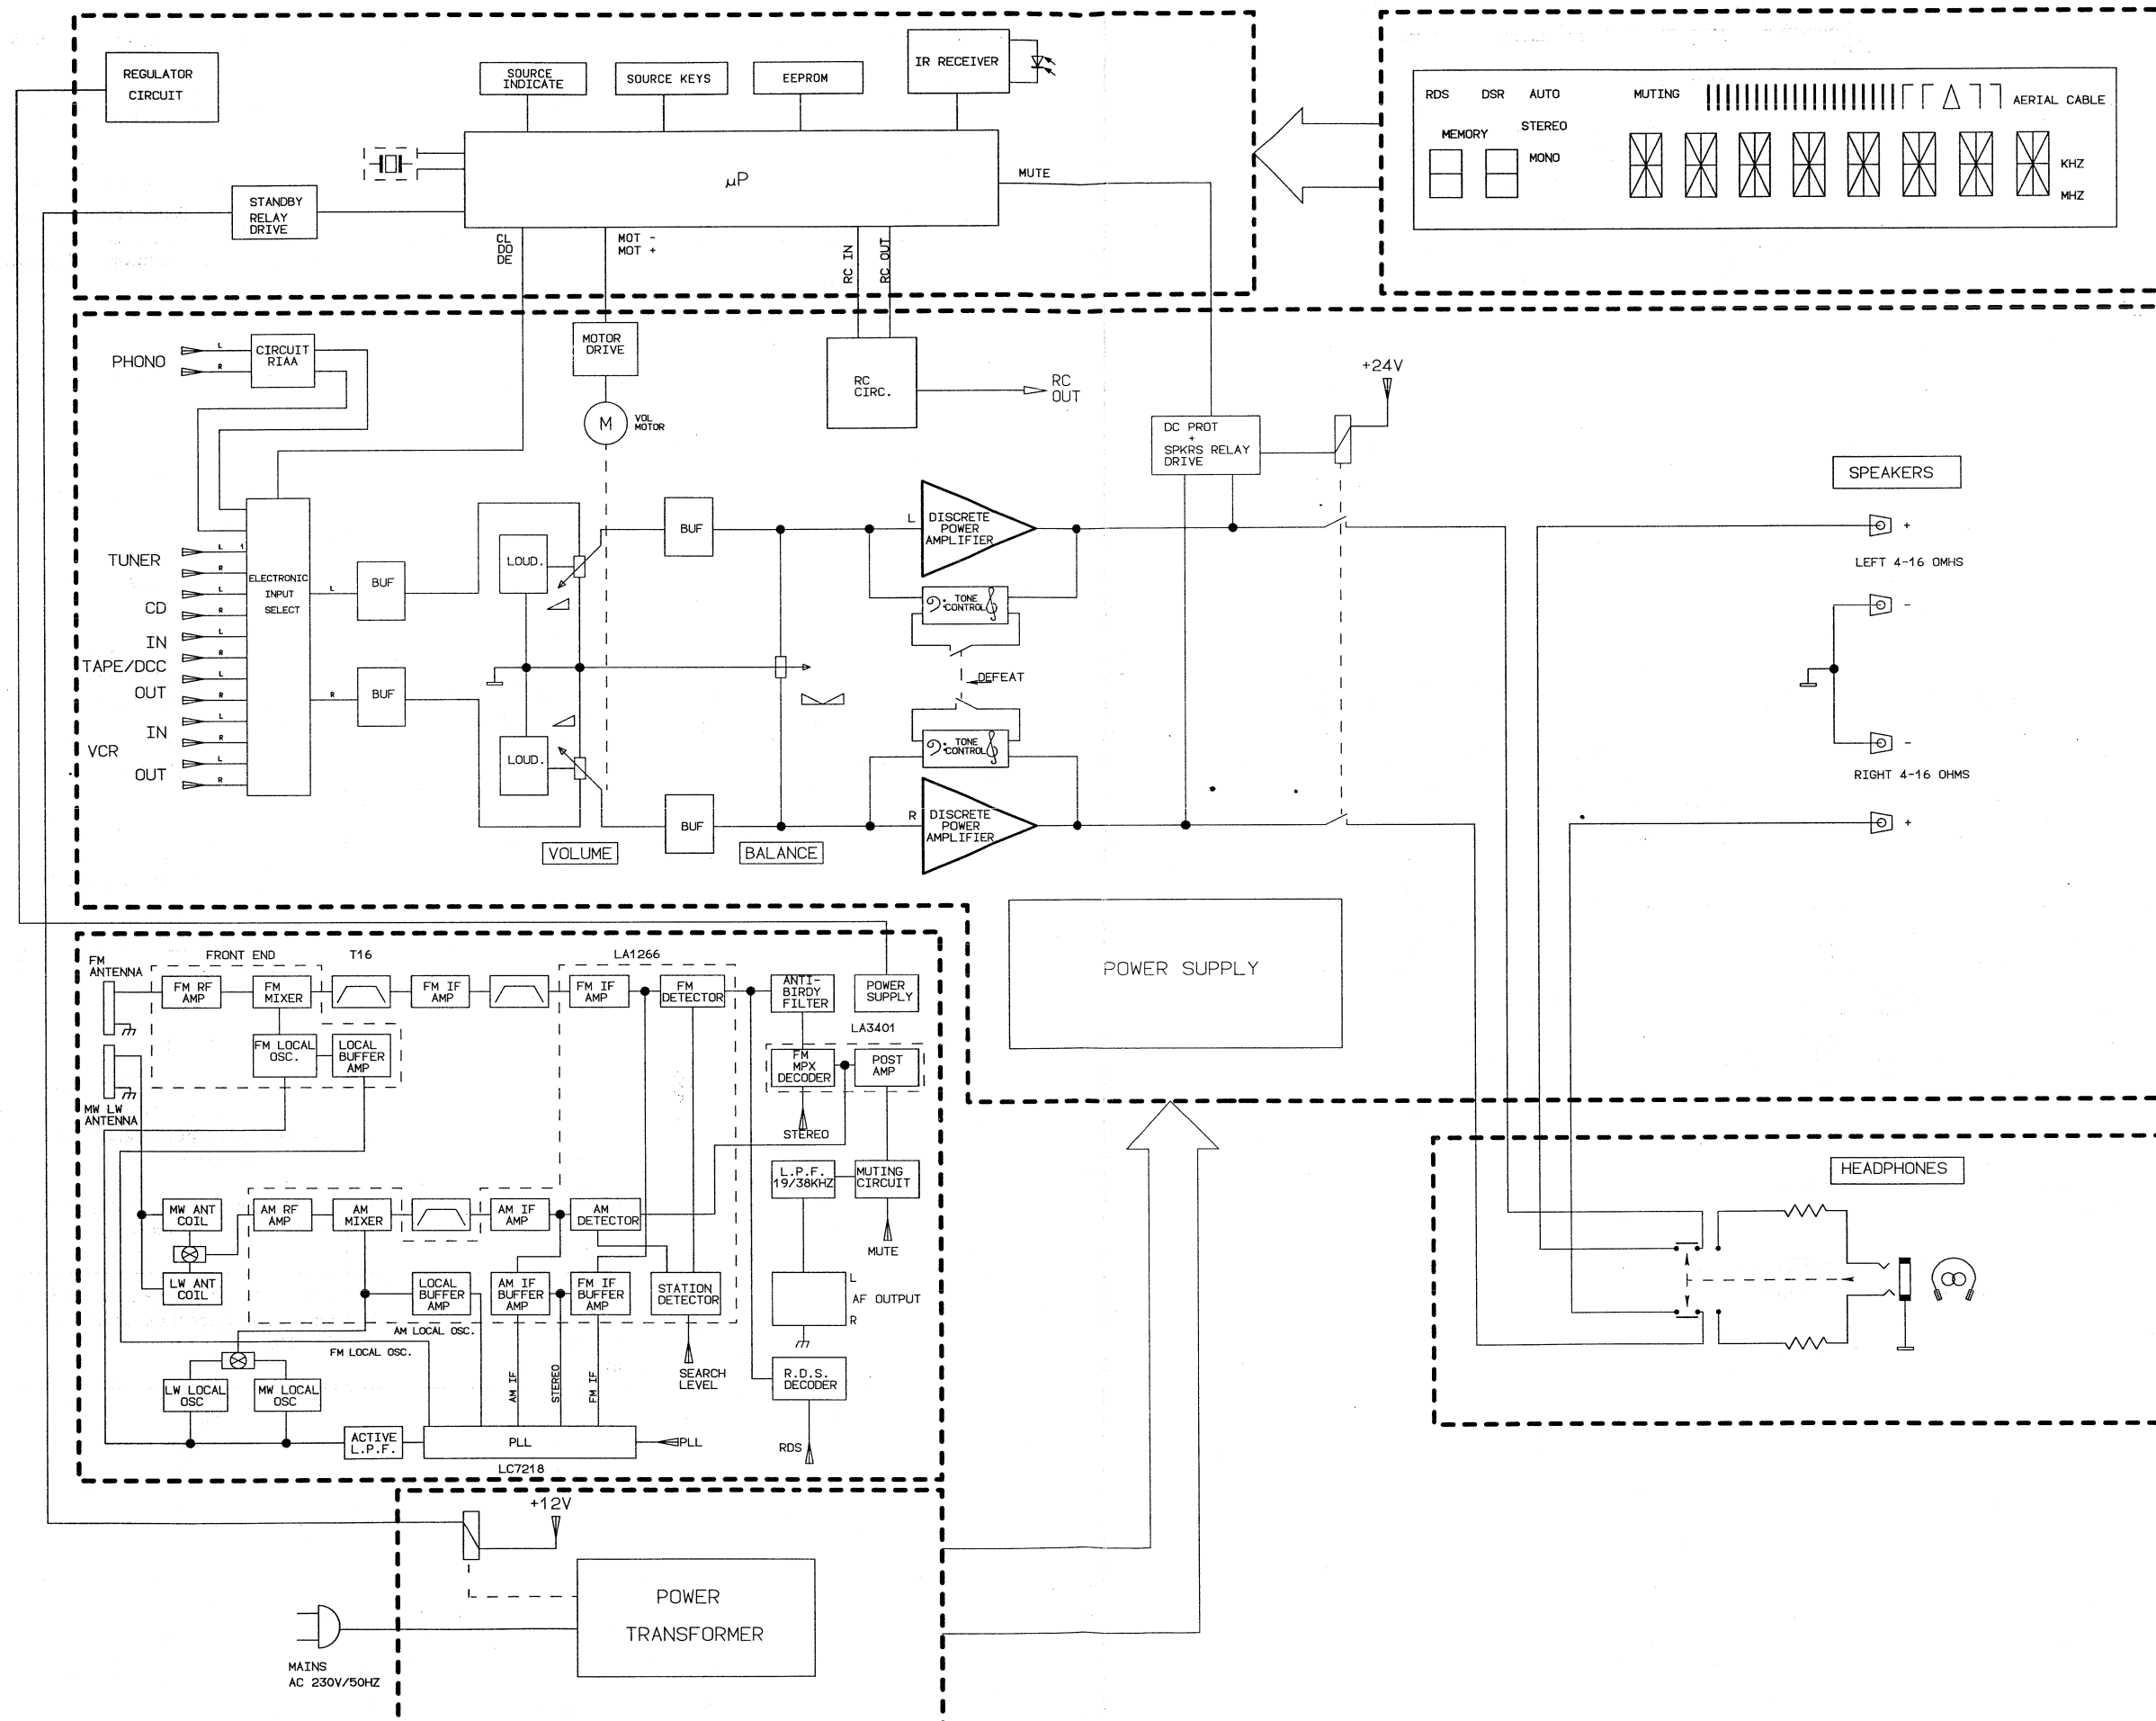 REGULATOR
CIRCUIT
SOURCE
INDICATE
SOURCE KEYS
EEPROM
IR RECEIVER
µP
MUTE
STANDBY
RELAY
DRIVE
CL
DO
DE
MOT -
MOT +
RC IN
RC OUT
RDS
DSR
AUTO
MUTING
AERIAL CABLE
MEMORY
STEREO
MONO
KHZ
MHZ
PHONO
L
R
CIRCUIT
RIAA
MOTOR
DRIVE
M
VOL
MOTOR
RC
CIRC.
RC
OUT
+24V
DC PROT
+
SPKRS RELAY
DRIVE
SPEAKERS
+
LEFT 4-16 OMHS
-
-
RIGHT 4-16 OHMS
+
TUNER
L
1
R
CD
L
R
IN
L
R
TAPE/DCC
OUT
L
R
IN
L
R
VCR
OUT
L
R
ELECTRONIC
INPUT
SELECT
L
R
BUF
BUF
LOUD.
LOUD.
BUF
BUF
VOLUME
BALANCE
L
DISCRETE
POWER
AMPLIFIER
TONE
CONTROL
DEFEAT
TONE
CONTROL
R
DISCRETE
POWER
AMPLIFIER
POWER SUPPLY
FM
ANTENNA
FRONT END
T16
LA1266
FM RF
AMP
FM
MIXER
FM IF
AMP
FM IF
AMP
FM
DETECTOR
ANTI-
BIRDY
FILTER
POWER
SUPPLY
LA3401
FM LOCAL
OSC.
LOCAL
BUFFER
AMP
FM
MPX
DECODER
POST
AMP
MW LW
ANTENNA
STEREO
L.P.F.
19/38KHZ
MUTING
CIRCUIT
MUTE
MW ANT
COIL
AM RF
AMP
AM
MIXER
AM IF
AMP
AM
DETECTOR
LW ANT
COIL
LOCAL
BUFFER
AMP
AM IF
BUFFER
AMP
FM IF
BUFFER
AMP
STATION
DETECTOR
L
AF OUTPUT
R
AM LOCAL OSC.
FM LOCAL OSC.
AM IF
STEREO
FM IF
SEARCH
LEVEL
R.D.S.
DECODER
LW LOCAL
OSC
MW LOCAL
OSC
ACTIVE
L.P.F.
PLL
PLL
RDS
LC7218
HEADPHONES
+12V
POWER
TRANSFORMER
MAINS
AC 230V/50HZ